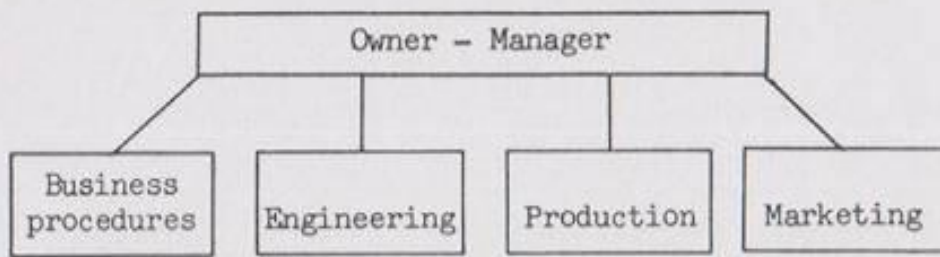 Owner - Manager
Business
procedures
Engineering
Production
Marketing